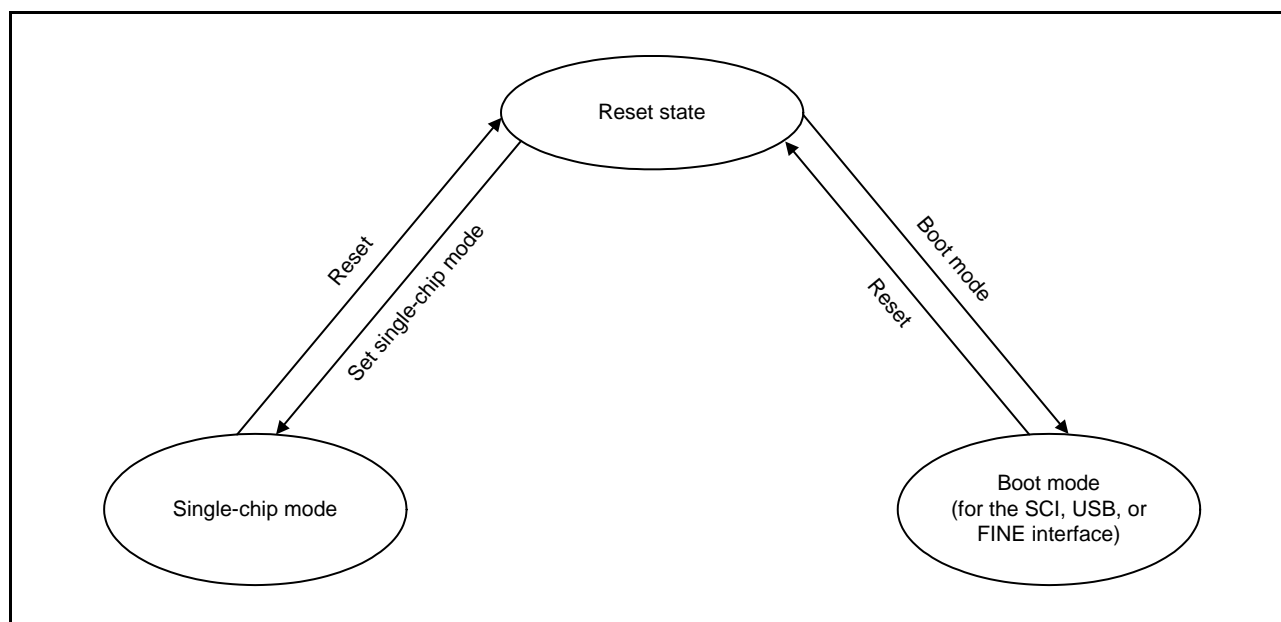 Reset state
Reset
Set single-chip mode
Boot mode
Reset
Single-chip mode
Boot mode
(for the SCI, USB, or
FINE interface)